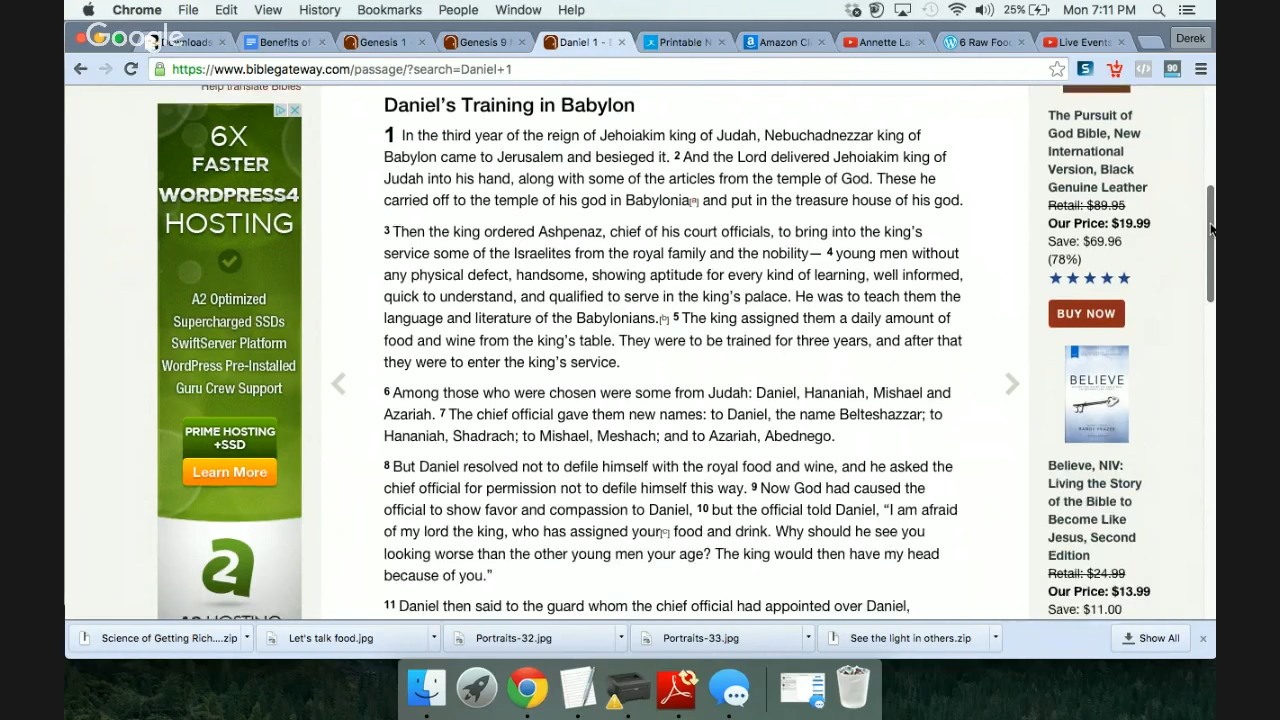 Chrome File Edit View History Bookmarks People Window Help 25% Mon 7:11 PM
Google
Downloads Benefits of Genesis 1 Genesis 9 Daniel 1 - Printable N Amazon Cl Annette La 6 Raw Foo Live Events Derek
https://www.biblegateway.com/passage/?search=Daniel+1 90
Help translate Bibles
6X
FASTER
WORDPRESS4
HOSTING
A2 Optimized
Supercharged SSDs
SwiftServer Platform
WordPress Pre-Installed
Guru Crew Support
PRIME HOSTING
+SSD
Learn More
Daniel's Training in Babylon
1 In the third year of the reign of Jehoiakim king of Judah, Nebuchadnezzar king of
Babylon came to Jerusalem and besieged it. 2 And the Lord delivered Jehoiakim king of
Judah into his hand, along with some of the articles from the temple of God. These he
carried off to the temple of his god in Babylonia[a] and put in the treasure house of his god.
3 Then the king ordered Ashpenaz, chief of his court officials, to bring into the king's
service some of the Israelites from the royal family and the nobility— 4 young men without
any physical defect, handsome, showing aptitude for every kind of learning, well informed,
quick to understand, and qualified to serve in the king's palace. He was to teach them the
language and literature of the Babylonians.[b] 5 The king assigned them a daily amount of
food and wine from the king's table. They were to be trained for three years, and after that
they were to enter the king's service.
6 Among those who were chosen were some from Judah: Daniel, Hananiah, Mishael and
Azariah. 7 The chief official gave them new names: to Daniel, the name Belteshazzar; to
Hananiah, Shadrach; to Mishael, Meshach; and to Azariah, Abednego.
8 But Daniel resolved not to defile himself with the royal food and wine, and he asked the
chief official for permission not to defile himself this way. 9 Now God had caused the
official to show favor and compassion to Daniel, 10 but the official told Daniel, "I am afraid
of my lord the king, who has assigned your[c] food and drink. Why should he see you
looking worse than the other young men your age? The king would then have my head
because of you."
11 Daniel then said to the guard whom the chief official had appointed over Daniel,
The Pursuit of
God Bible, New
International
Version, Black
Genuine Leather
Retail: $89.95
Our Price: $19.99
Save: $69.96
(78%)
BUY NOW
BELIEVE
Believe, NIV:
Living the Story
of the Bible to
Become Like
Jesus, Second
Edition
Retail: $24.99
Our Price: $13.99
Save: $11.00
Science of Getting Rich....zip Let's talk food.jpg Portraits-32.jpg Portraits-33.jpg See the light in others.zip Show All